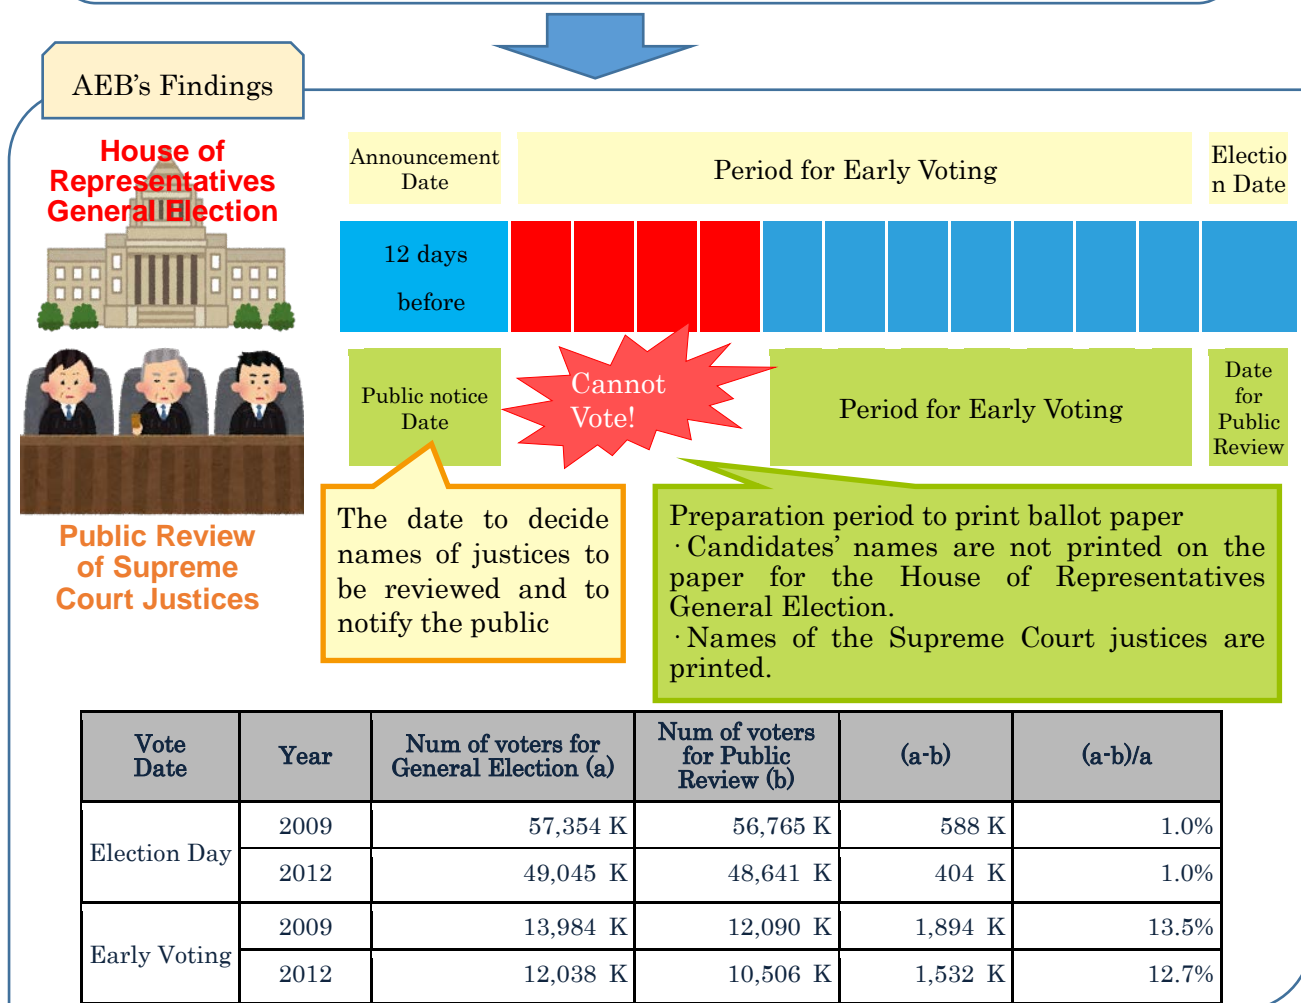 AEB's Findings
House of
Representatives
General Election
Announcement
Date
Period for Early Voting
Electio
n Date
12 days
before
Public notice
Date
Cannot
Vote!
Period for Early Voting
Date
for
Public
Review
Public Review
of Supreme
Court Justices
The date to decide
names of justices to
be reviewed and to
notify the public
Preparation period to print ballot paper
・Candidates' names are not printed on the
paper for the House of Representatives
General Election.
・Names of the Supreme Court justices are
printed.
Vote
Date
Year
Num of voters for
General Election (a)
Num of voters
for Public
Review (b)
(a-b)
(a-b)/a
Election Day
2009 57,354 K 56,765 K 588 K 1.0%
2012 49,045 K 48,641 K 404 K 1.0%
Early Voting
2009 13,984 K 12,090 K 1,894 K 13.5%
2012 12,038 K 10,506 K 1,532 K 12.7%